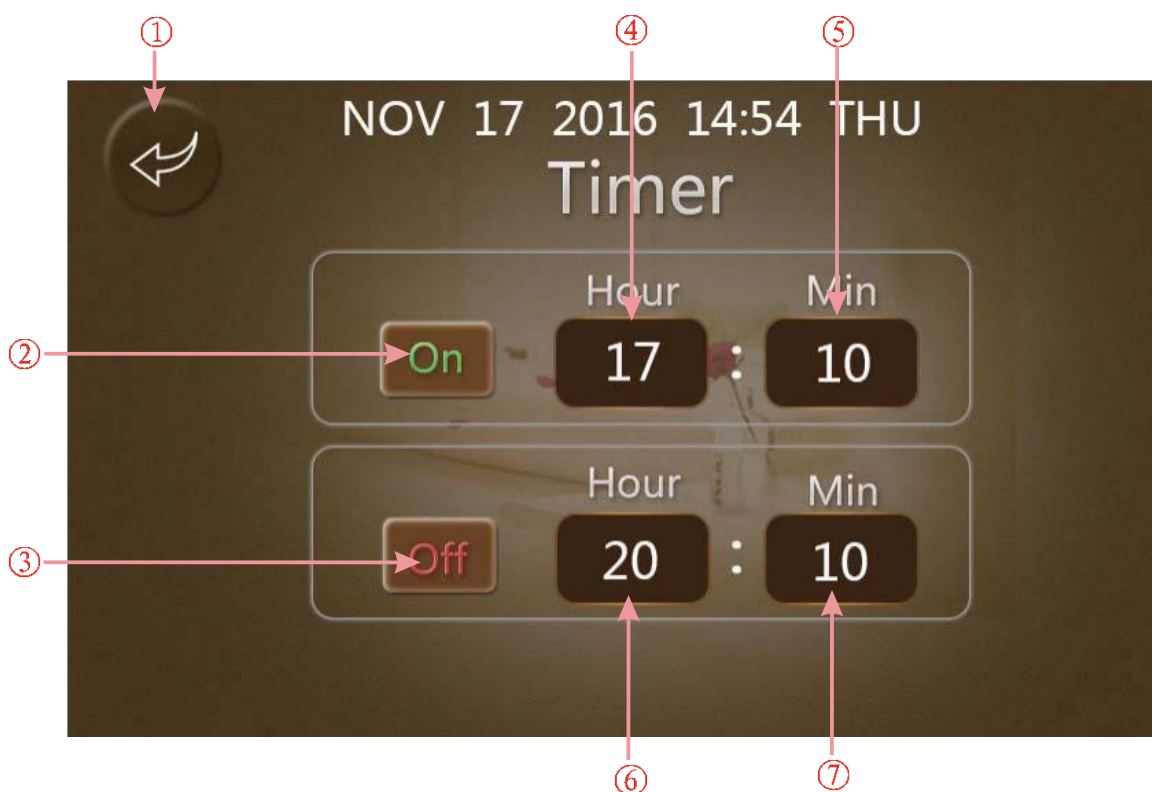 ① ④ ⑤
NOV 17 2016 14:54 THU
Timer
Hour Min
② On 17 : 10
Hour Min
③ Off 20 : 10
⑥ ⑦